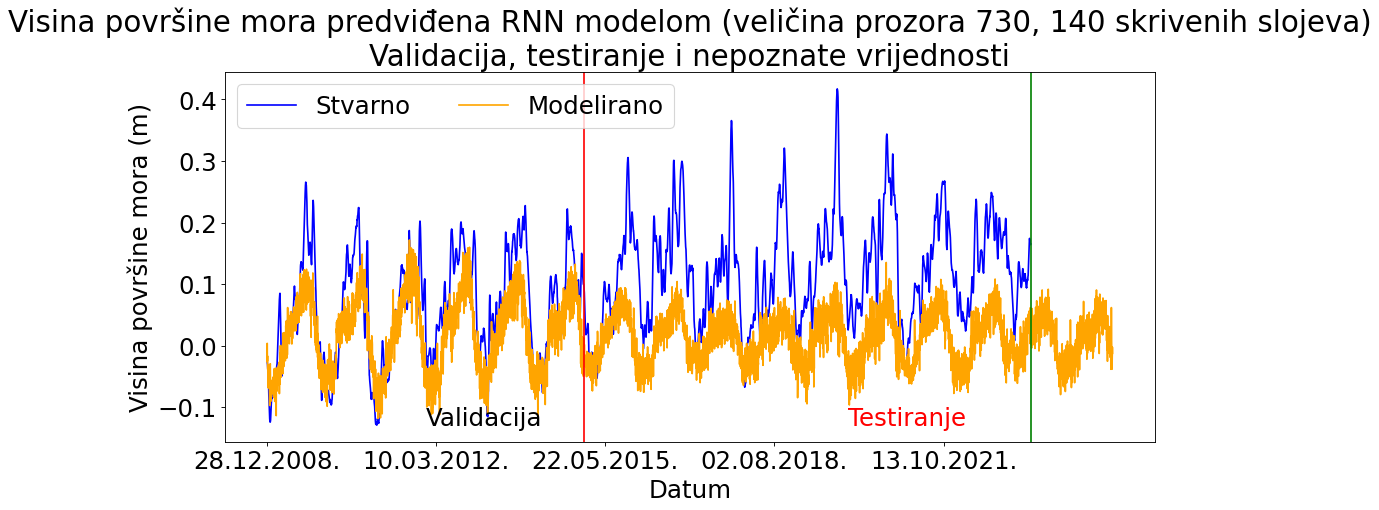 Visina površine mora predviđena RNN modelom (veličina prozora 730, 140 skrivenih slojeva)
Validacija, testiranje i nepoznate vrijednosti
Stvarno
Modelirano
Visina površine mora (m)
0.4
0.3
0.2
0.1
0.0
−0.1
Validacija
Testiranje
28.12.2008.
10.03.2012.
22.05.2015.
02.08.2018.
13.10.2021.
Datum